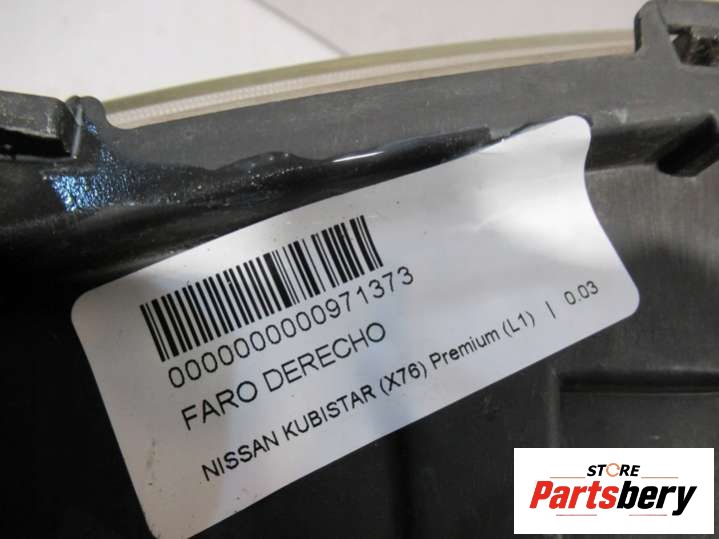 0000000000971373
FARO DERECHO
NISSAN KUBISTAR (X76) Premium (L1) | 0.03
STORE
Partsbery